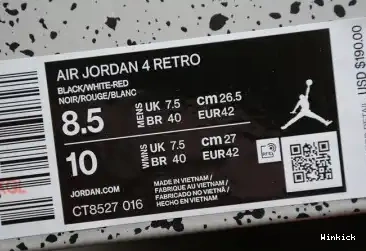 AIR JORDAN 4 RETRO
BLACK/WHITE-RED
NOIR/ROUGE/BLANC
8.5 MENS UK 7.5 cm 26.5
BR 40 EUR42
10 WMNS UK 7.5 cm 27
BR 40 EUR42
JORDAN.COM
CT8527 016
MADE IN VIETNAM /
FABRIQUE AU VIETNAM /
FABRICADO NO VIETNÃ /
HECHO EN VIETNAM
USD $190.00
Winkick